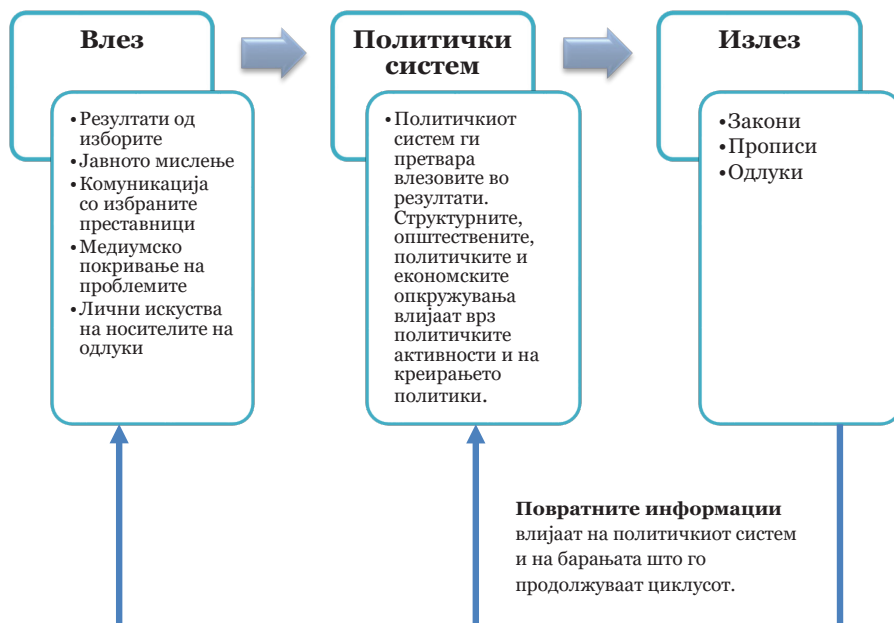 Влез
• Резултати од
изборите
• Јавното мислење
• Комуникација
со избраните
преставници
• Медиумско
покривање на
проблемите
• Лични искуства
на носителите на
одлуки
Политички
систем
• Политичкиот
систем ги
претвара
влезовите во
резултати.
Структурните,
општествените,
политичките и
економските
опкружувања
влијаат врз
политичките
активности и на
креирањето
политики.
Излез
• Закони
• Прописи
• Одлуки
Повратните информации
влијаат на политичкиот систем
и на барањата што го
продолжуваат циклусот.